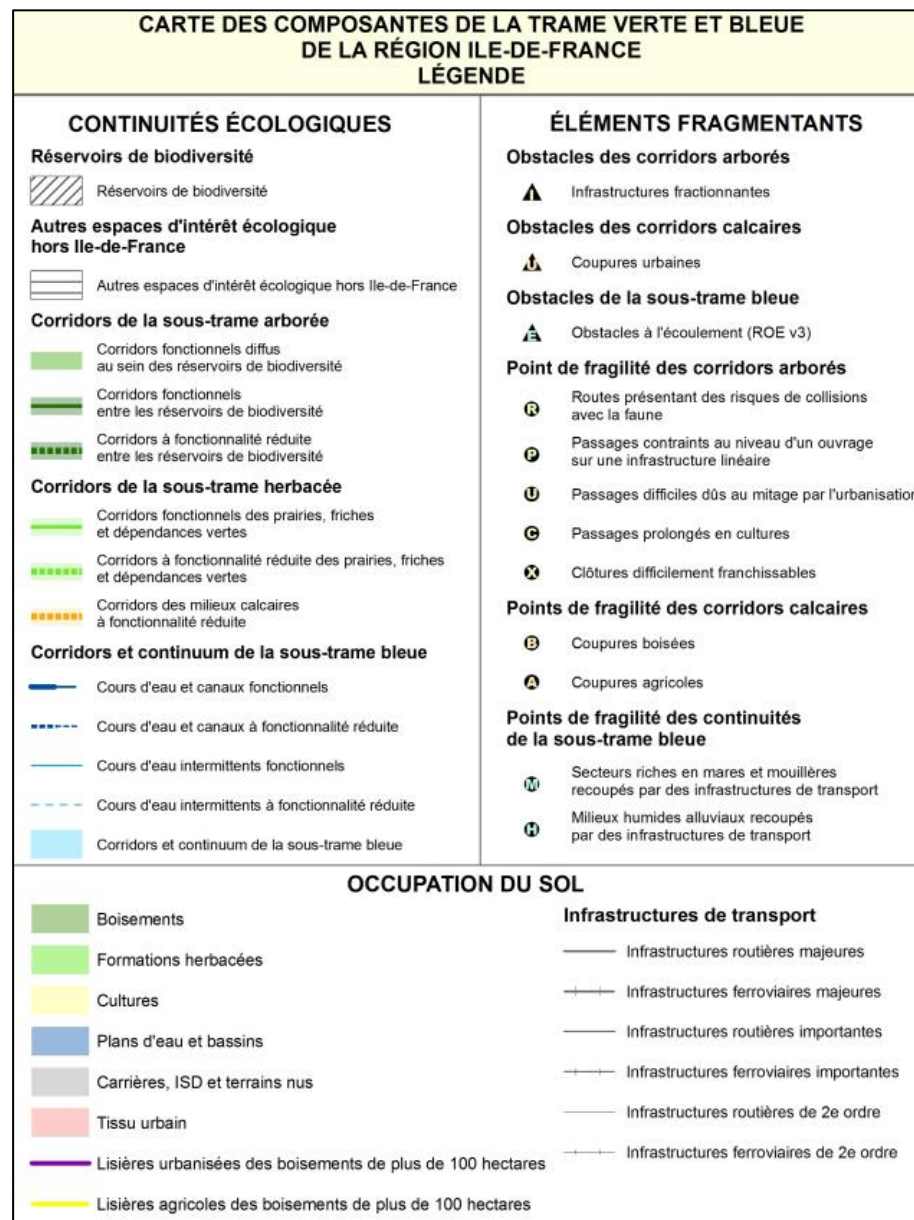 CARTE DES COMPOSANTES DE LA TRAME VERTE ET BLEUE
DE LA RÉGION ILE-DE-FRANCE
LÉGENDE
CONTINUITÉS ÉCOLOGIQUES
Réservoirs de biodiversité
Réservoirs de biodiversité
Autres espaces d'intérêt écologique
hors Ile-de-France
Autres espaces d'intérêt écologique hors Ile-de-France
Corridors de la sous-trame arborée
Corridors fonctionnels diffus
au sein des réservoirs de biodiversité
Corridors fonctionnels
entre les réservoirs de biodiversité
Corridors à fonctionnalité réduite
entre les réservoirs de biodiversité
Corridors de la sous-trame herbacée
Corridors fonctionnels des prairies, friches
et dépendances vertes
Corridors à fonctionnalité réduite des prairies, friches
et dépendances vertes
Corridors des milieux calcaires
à fonctionnalité réduite
Corridors et continuum de la sous-trame bleue
Cours d'eau et canaux fonctionnels
Cours d'eau et canaux à fonctionnalité réduite
Cours d'eau intermittents fonctionnels
Cours d'eau intermittents à fonctionnalité réduite
Corridors et continuum de la sous-trame bleue
ÉLÉMENTS FRAGMENTANTS
Obstacles des corridors arborés
I Infrastructures fractionnantes
Obstacles des corridors calcaires
U Coupures urbaines
Obstacles de la sous-trame bleue
E Obstacles à l'écoulement (ROE v3)
Point de fragilité des corridors arborés
R Routes présentant des risques de collisions
avec la faune
P Passages contraints au niveau d'un ouvrage
sur une infrastructure linéaire
U Passages difficiles dûs au mitage par l'urbanisation
C Passages prolongés en cultures
X Clôtures difficilement franchissables
Points de fragilité des corridors calcaires
B Coupures boisées
A Coupures agricoles
Points de fragilité des continuités
de la sous-trame bleue
M Secteurs riches en mares et mouillères
recoupés par des infrastructures de transport
H Milieux humides alluviaux recoupés
par des infrastructures de transport
OCCUPATION DU SOL
Boisements
Formations herbacées
Cultures
Plans d'eau et bassins
Carrières, ISD et terrains nus
Tissu urbain
Lisières urbanisées des boisements de plus de 100 hectares
Lisières agricoles des boisements de plus de 100 hectares
Infrastructures de transport
Infrastructures routières majeures
Infrastructures ferroviaires majeures
Infrastructures routières importantes
Infrastructures ferroviaires importantes
Infrastructures routières de 2e ordre
Infrastructures ferroviaires de 2e ordre